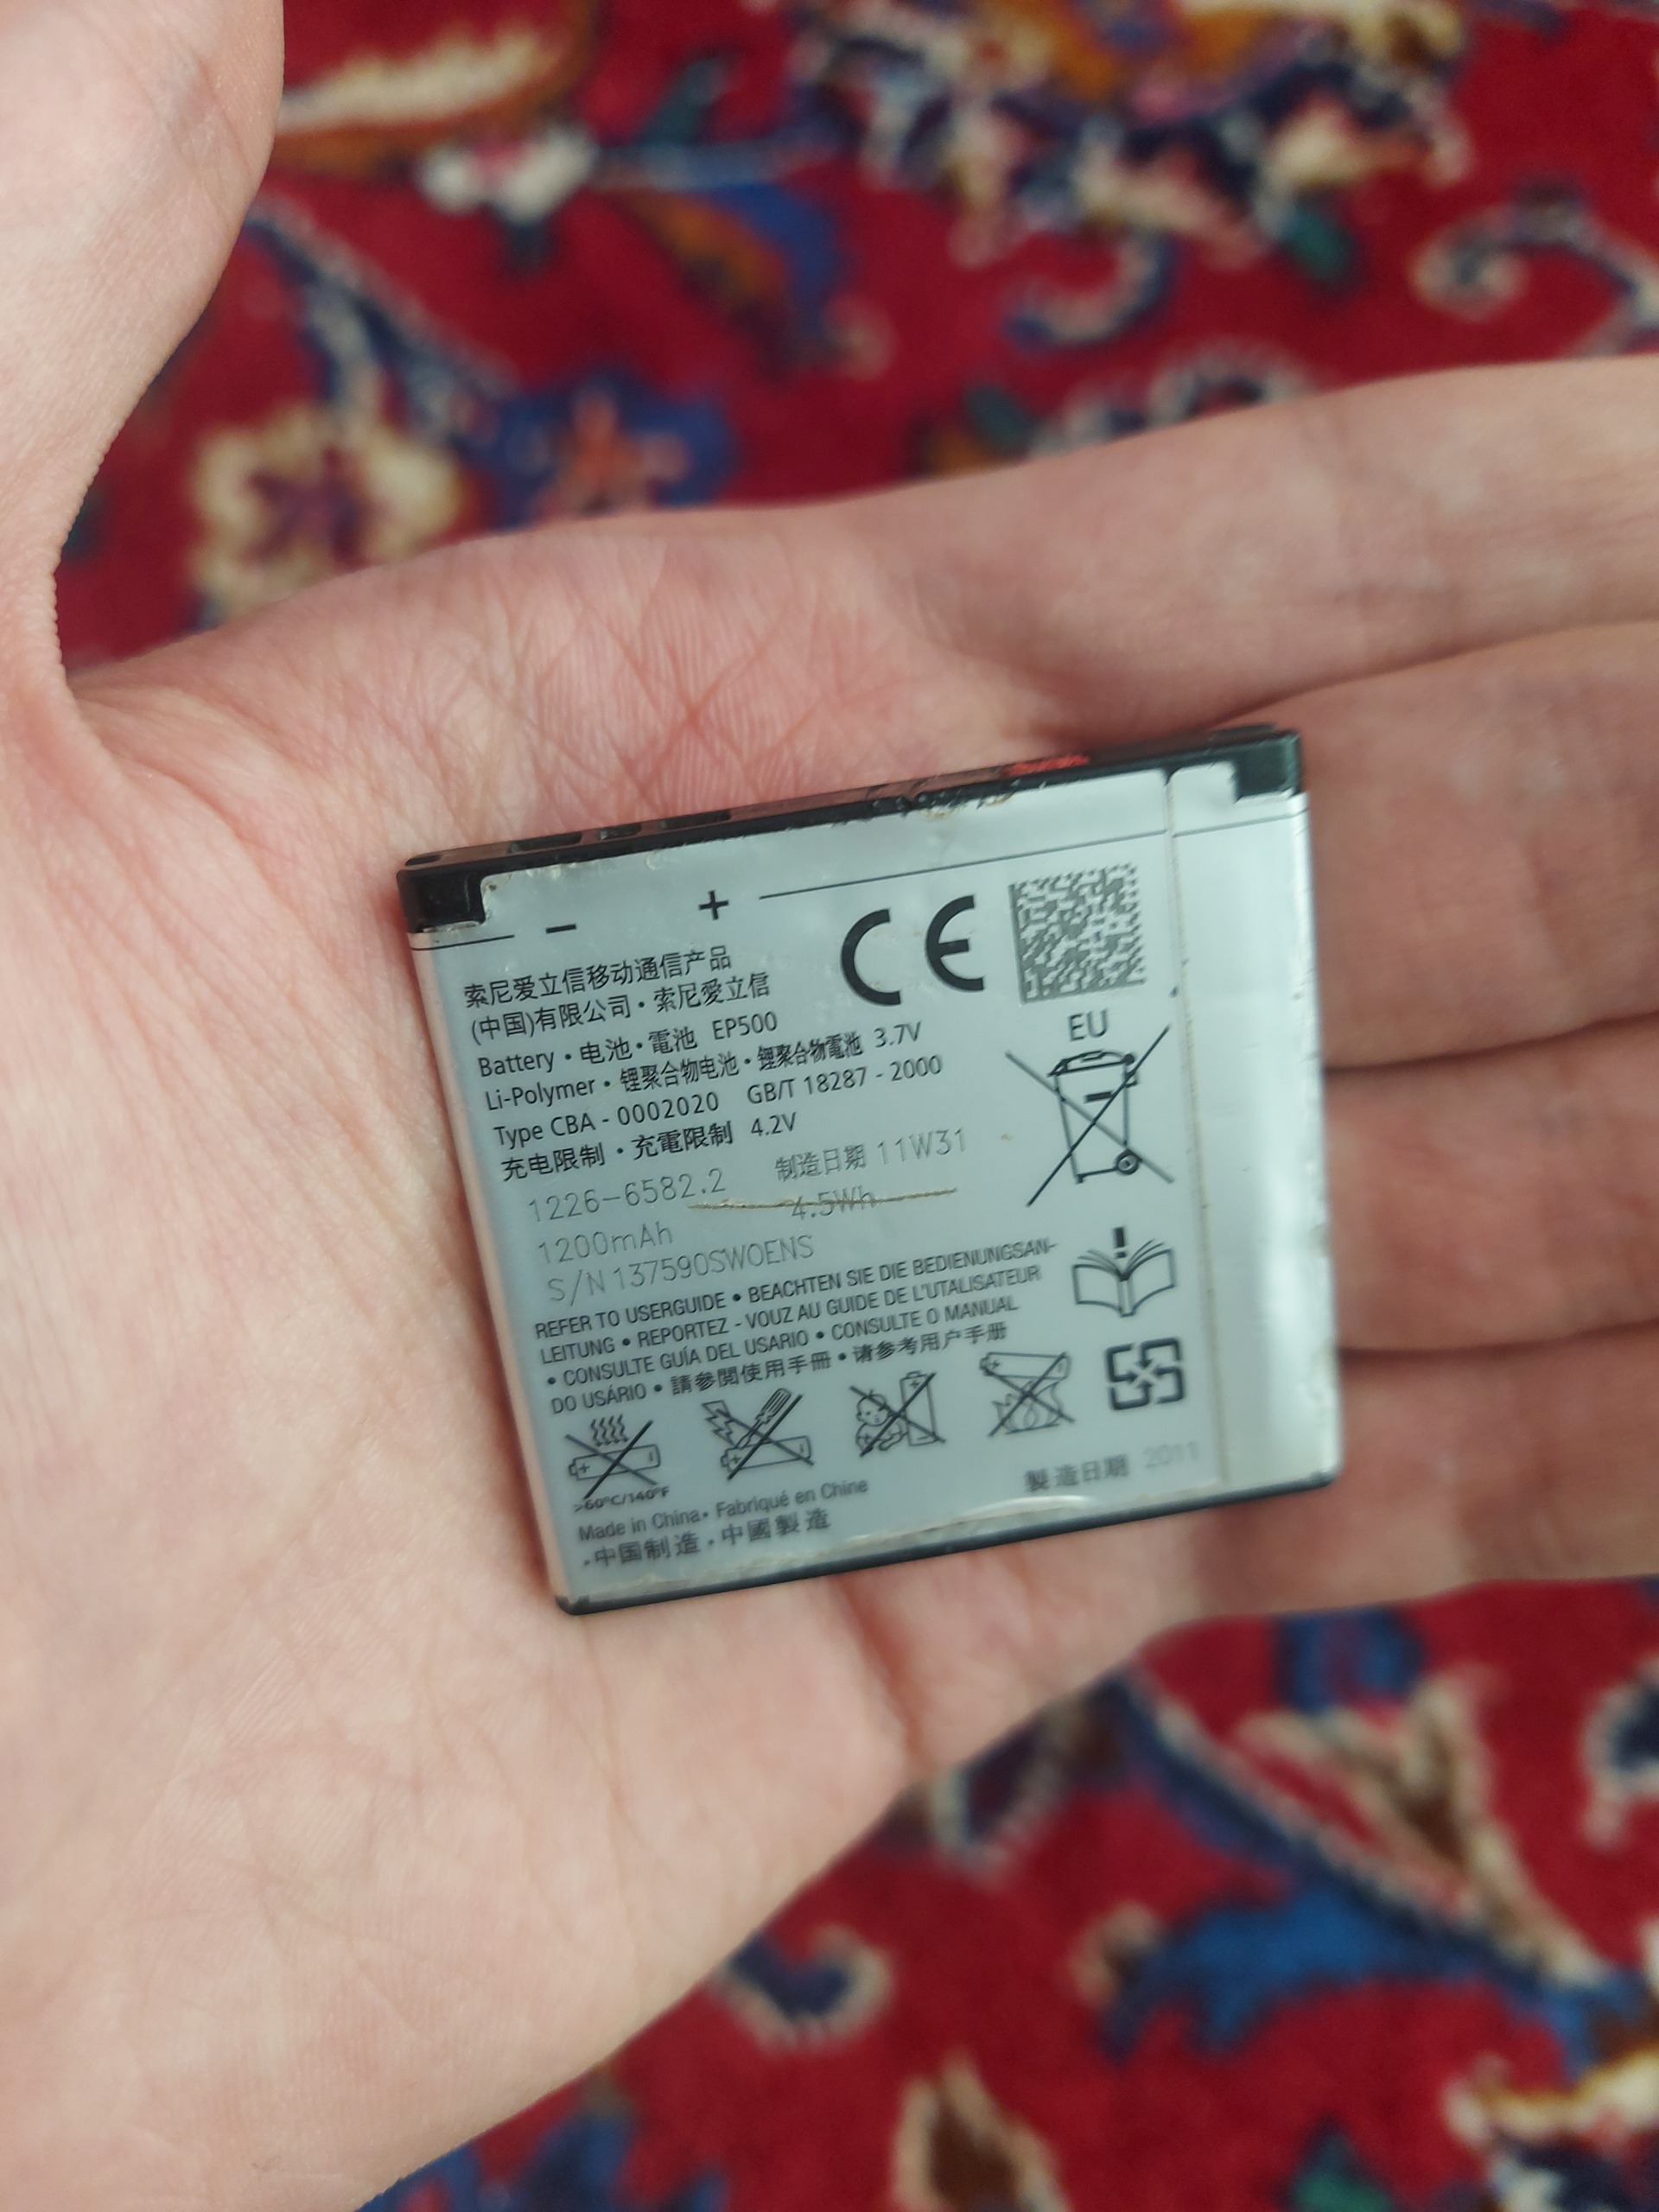 − +
CE
索尼爱立信移动通信产品
(中国)有限公司・索尼愛立信
Battery・电池・電池 EP500
Li-Polymer・锂聚合物电池・鋰聚合物電池 3.7V
Type CBA - 0002020 GB/T 18287 - 2000
充电限制・充電限制 4.2V
EU
1226-6582.2 制造日期 11W31
1200mAh 4.5Wh
S/N 137590SWOENS
REFER TO USERGUIDE • BEACHTEN SIE DIE BEDIENUNGSAN-
LEITUNG • REPORTEZ - VOUZ AU GUIDE DE L'UTALISATEUR
• CONSULTE GUÍA DEL USARIO • CONSULTE O MANUAL
DO USÁRIO • 請參閱使用手冊・请参考用户手册
>60°C/140°F
製造日期 2011
Made in China• Fabriqué en Chine
・中国制造・中國製造